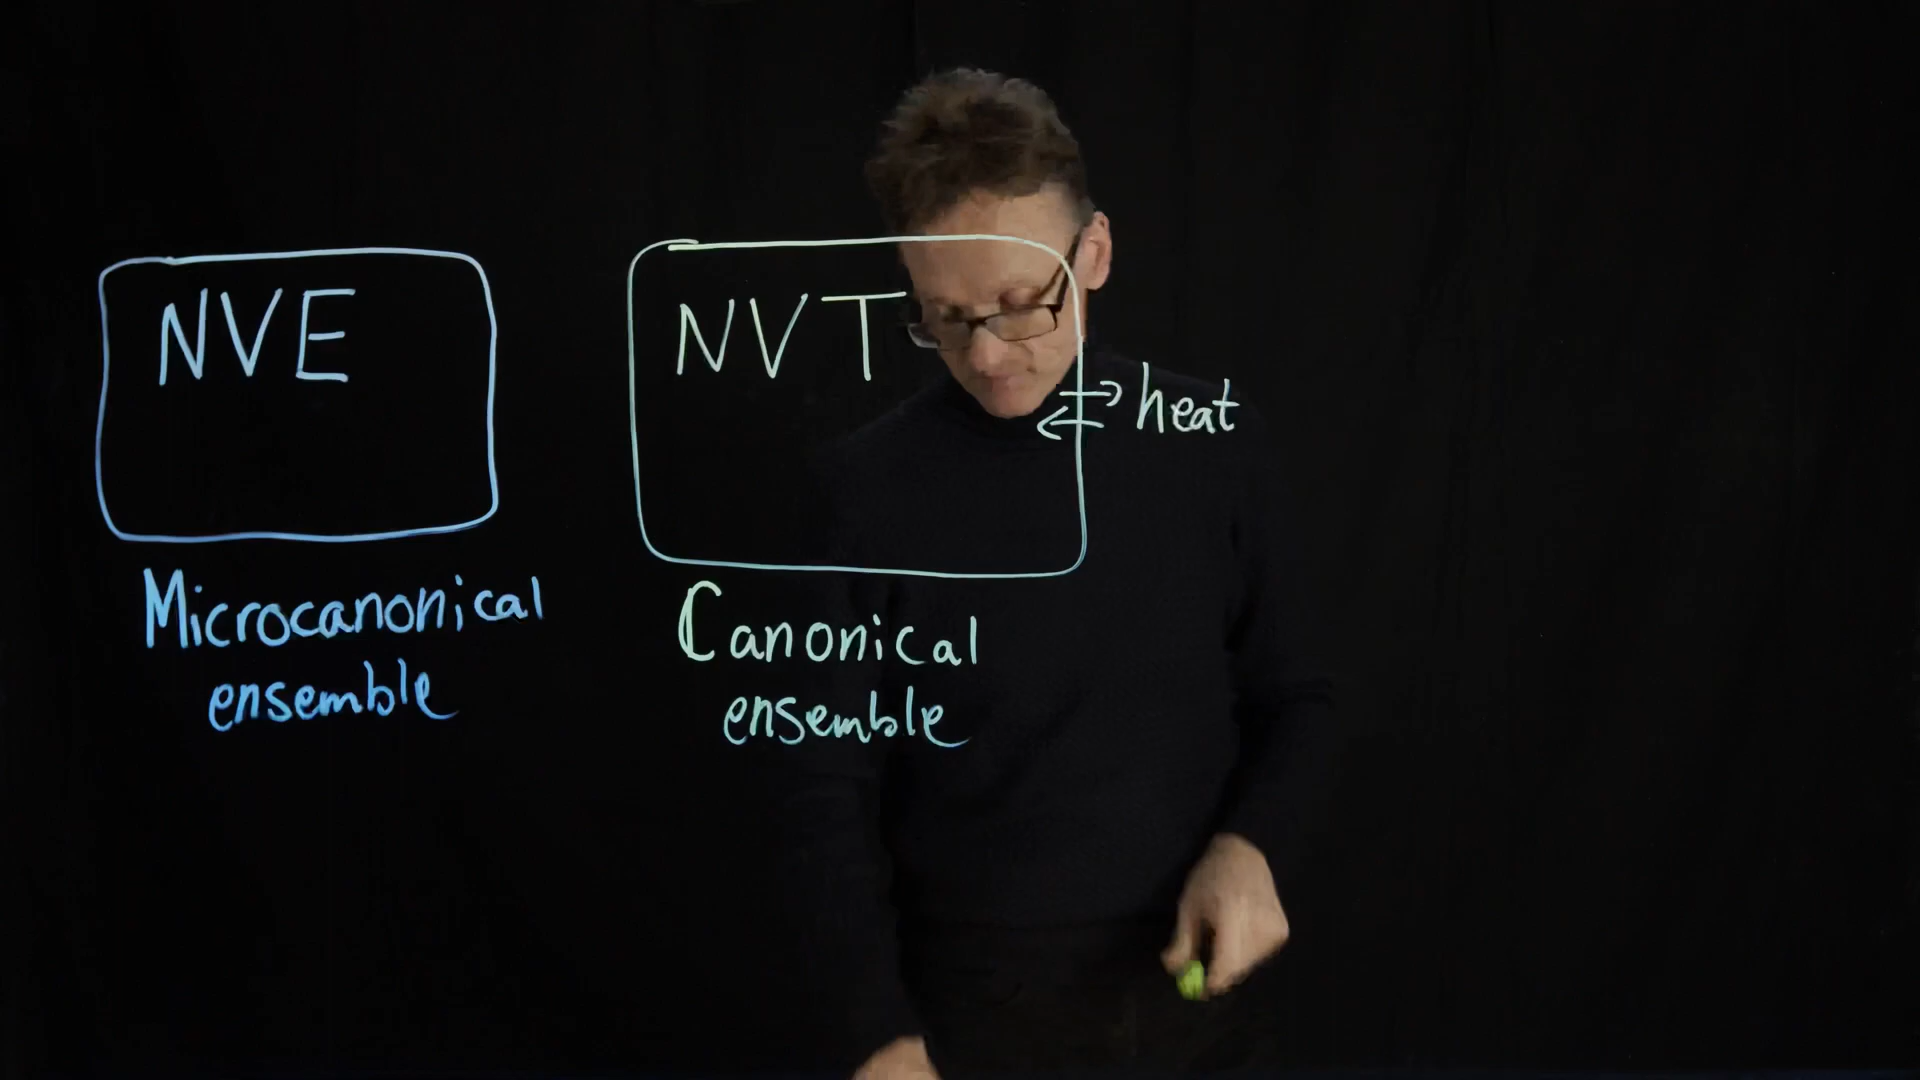 NVE
Microcanonical
ensemble
NVT
heat
Canonical
ensemble